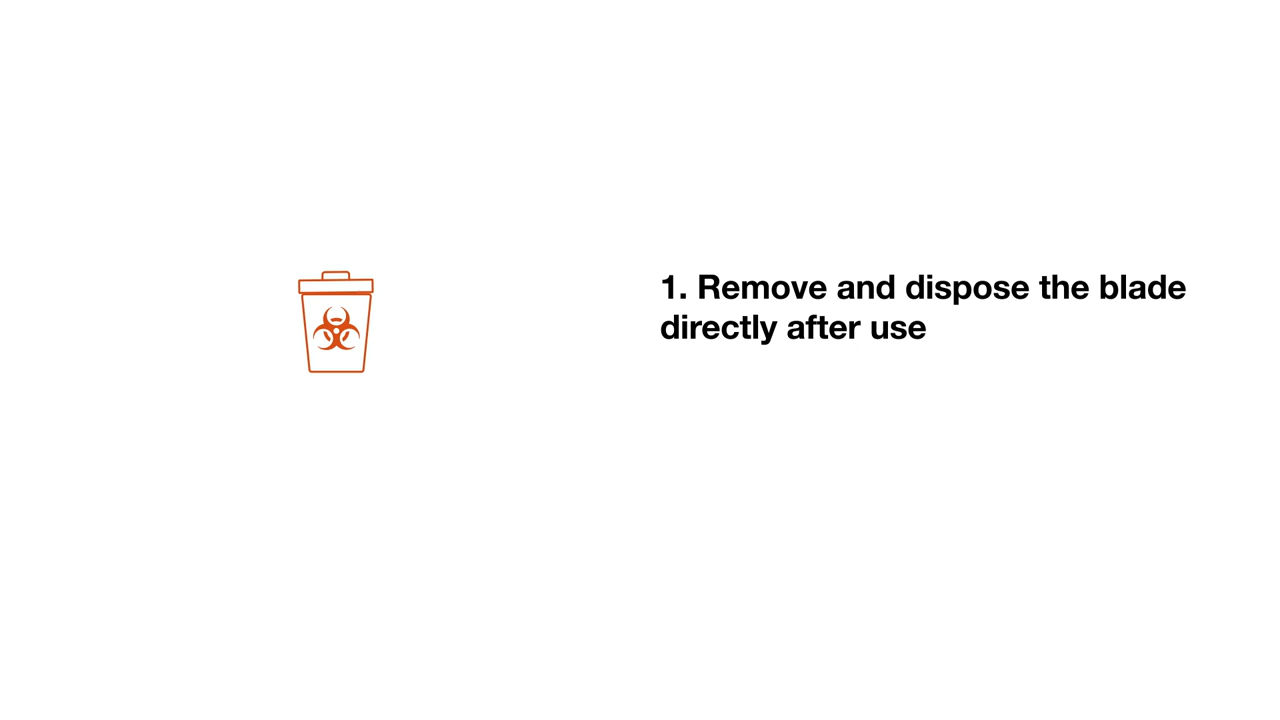 1. Remove and dispose the blade
directly after use